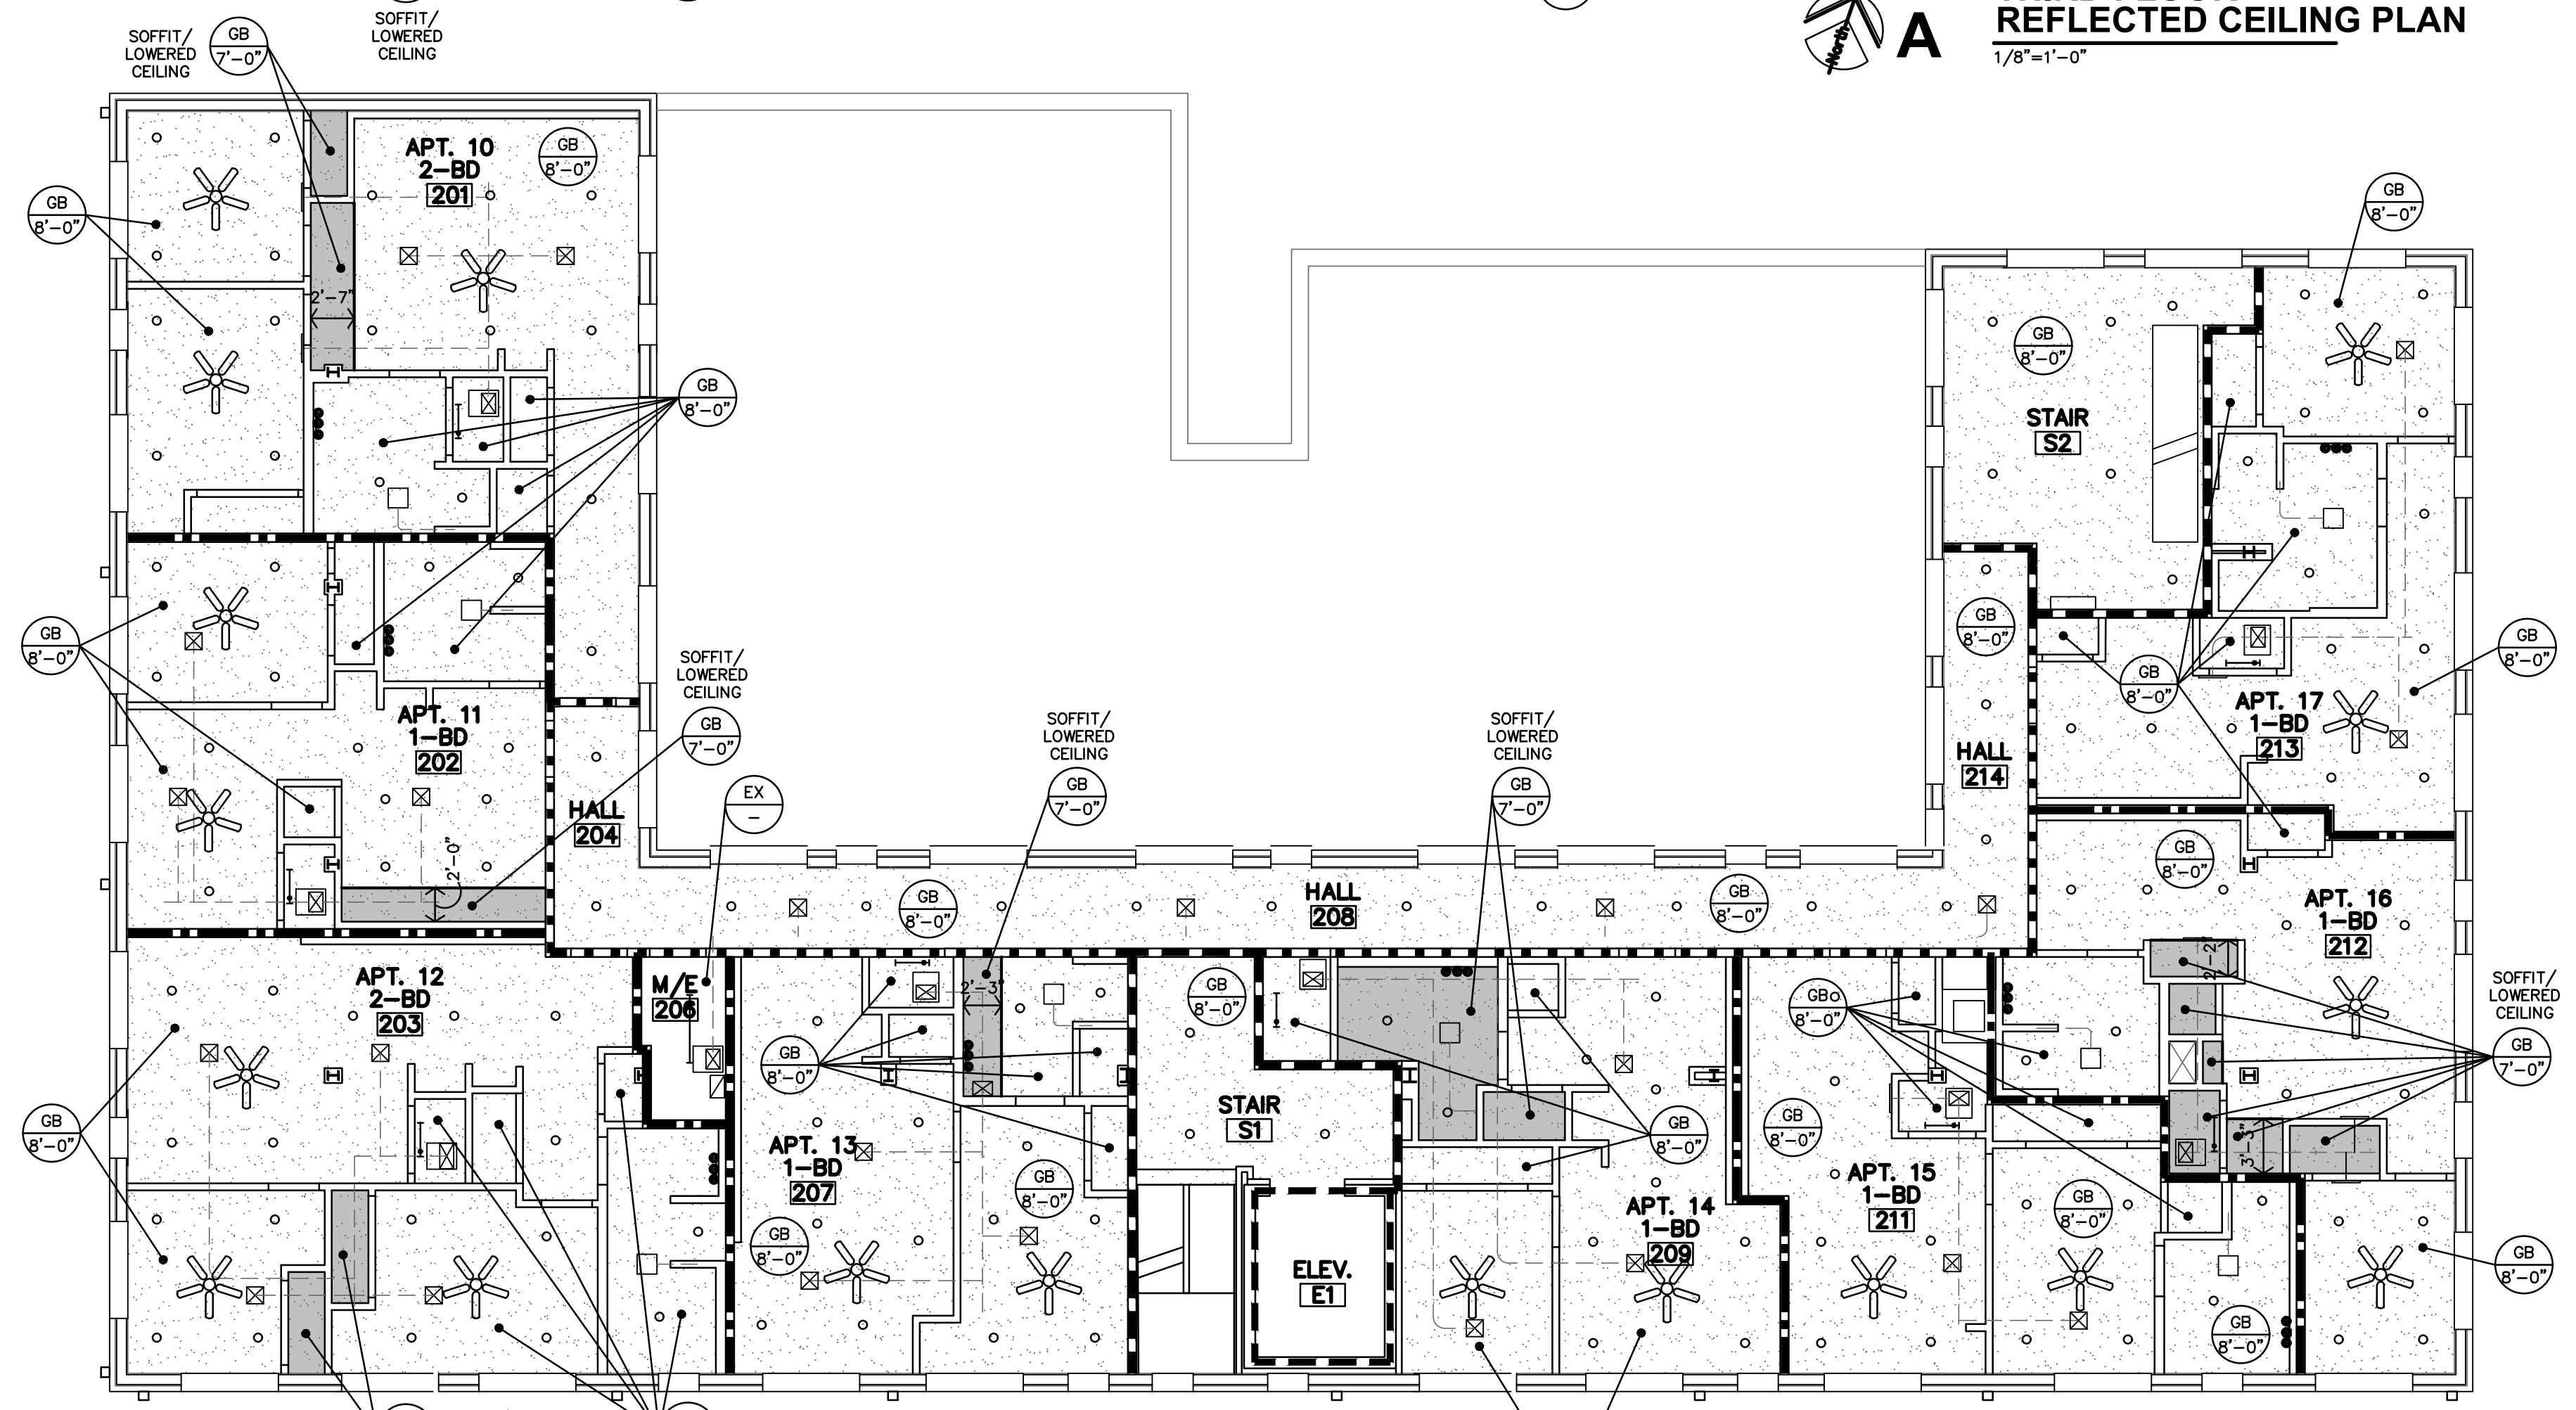 REFLECTED CEILING PLAN
1/8"=1'-0"
A
North
SOFFIT/
LOWERED
CEILING
GB
7'-0"
SOFFIT/
LOWERED
CEILING
APT. 10
2-BD
201
GB
8'-0"
GB
8'-0"
GB
8'-0"
2'-7"
GB
8'-0"
GB
8'-0"
STAIR
S2
GB
8'-0"
GB
8'-0"
GB
8'-0"
SOFFIT/
LOWERED
CEILING
GB
7'-0"
GB
8'-0"
APT. 17
1-BD
213
APT. 11
1-BD
202
SOFFIT/
LOWERED
CEILING
GB
7'-0"
SOFFIT/
LOWERED
CEILING
GB
7'-0"
HALL
214
EX
-
HALL
204
2'-0"
GB
8'-0"
GB
8'-0"
HALL
208
GB
8'-0"
APT. 16
1-BD
212
2'-2"
APT. 12
2-BD
203
M/E
206
2'-3"
GB
8'-0"
GB
8'-0"
GB
8'-0"
SOFFIT/
LOWERED
CEILING
GB
7'-0"
GB
8'-0"
STAIR
S1
GB
8'-0"
GB
8'-0"
3'-3"
APT. 13
1-BD
207
GB
8'-0"
GB
8'-0"
APT. 14
1-BD
209
APT. 15
1-BD
211
GB
8'-0"
ELEV.
E1
GB
8'-0"
GB
8'-0"